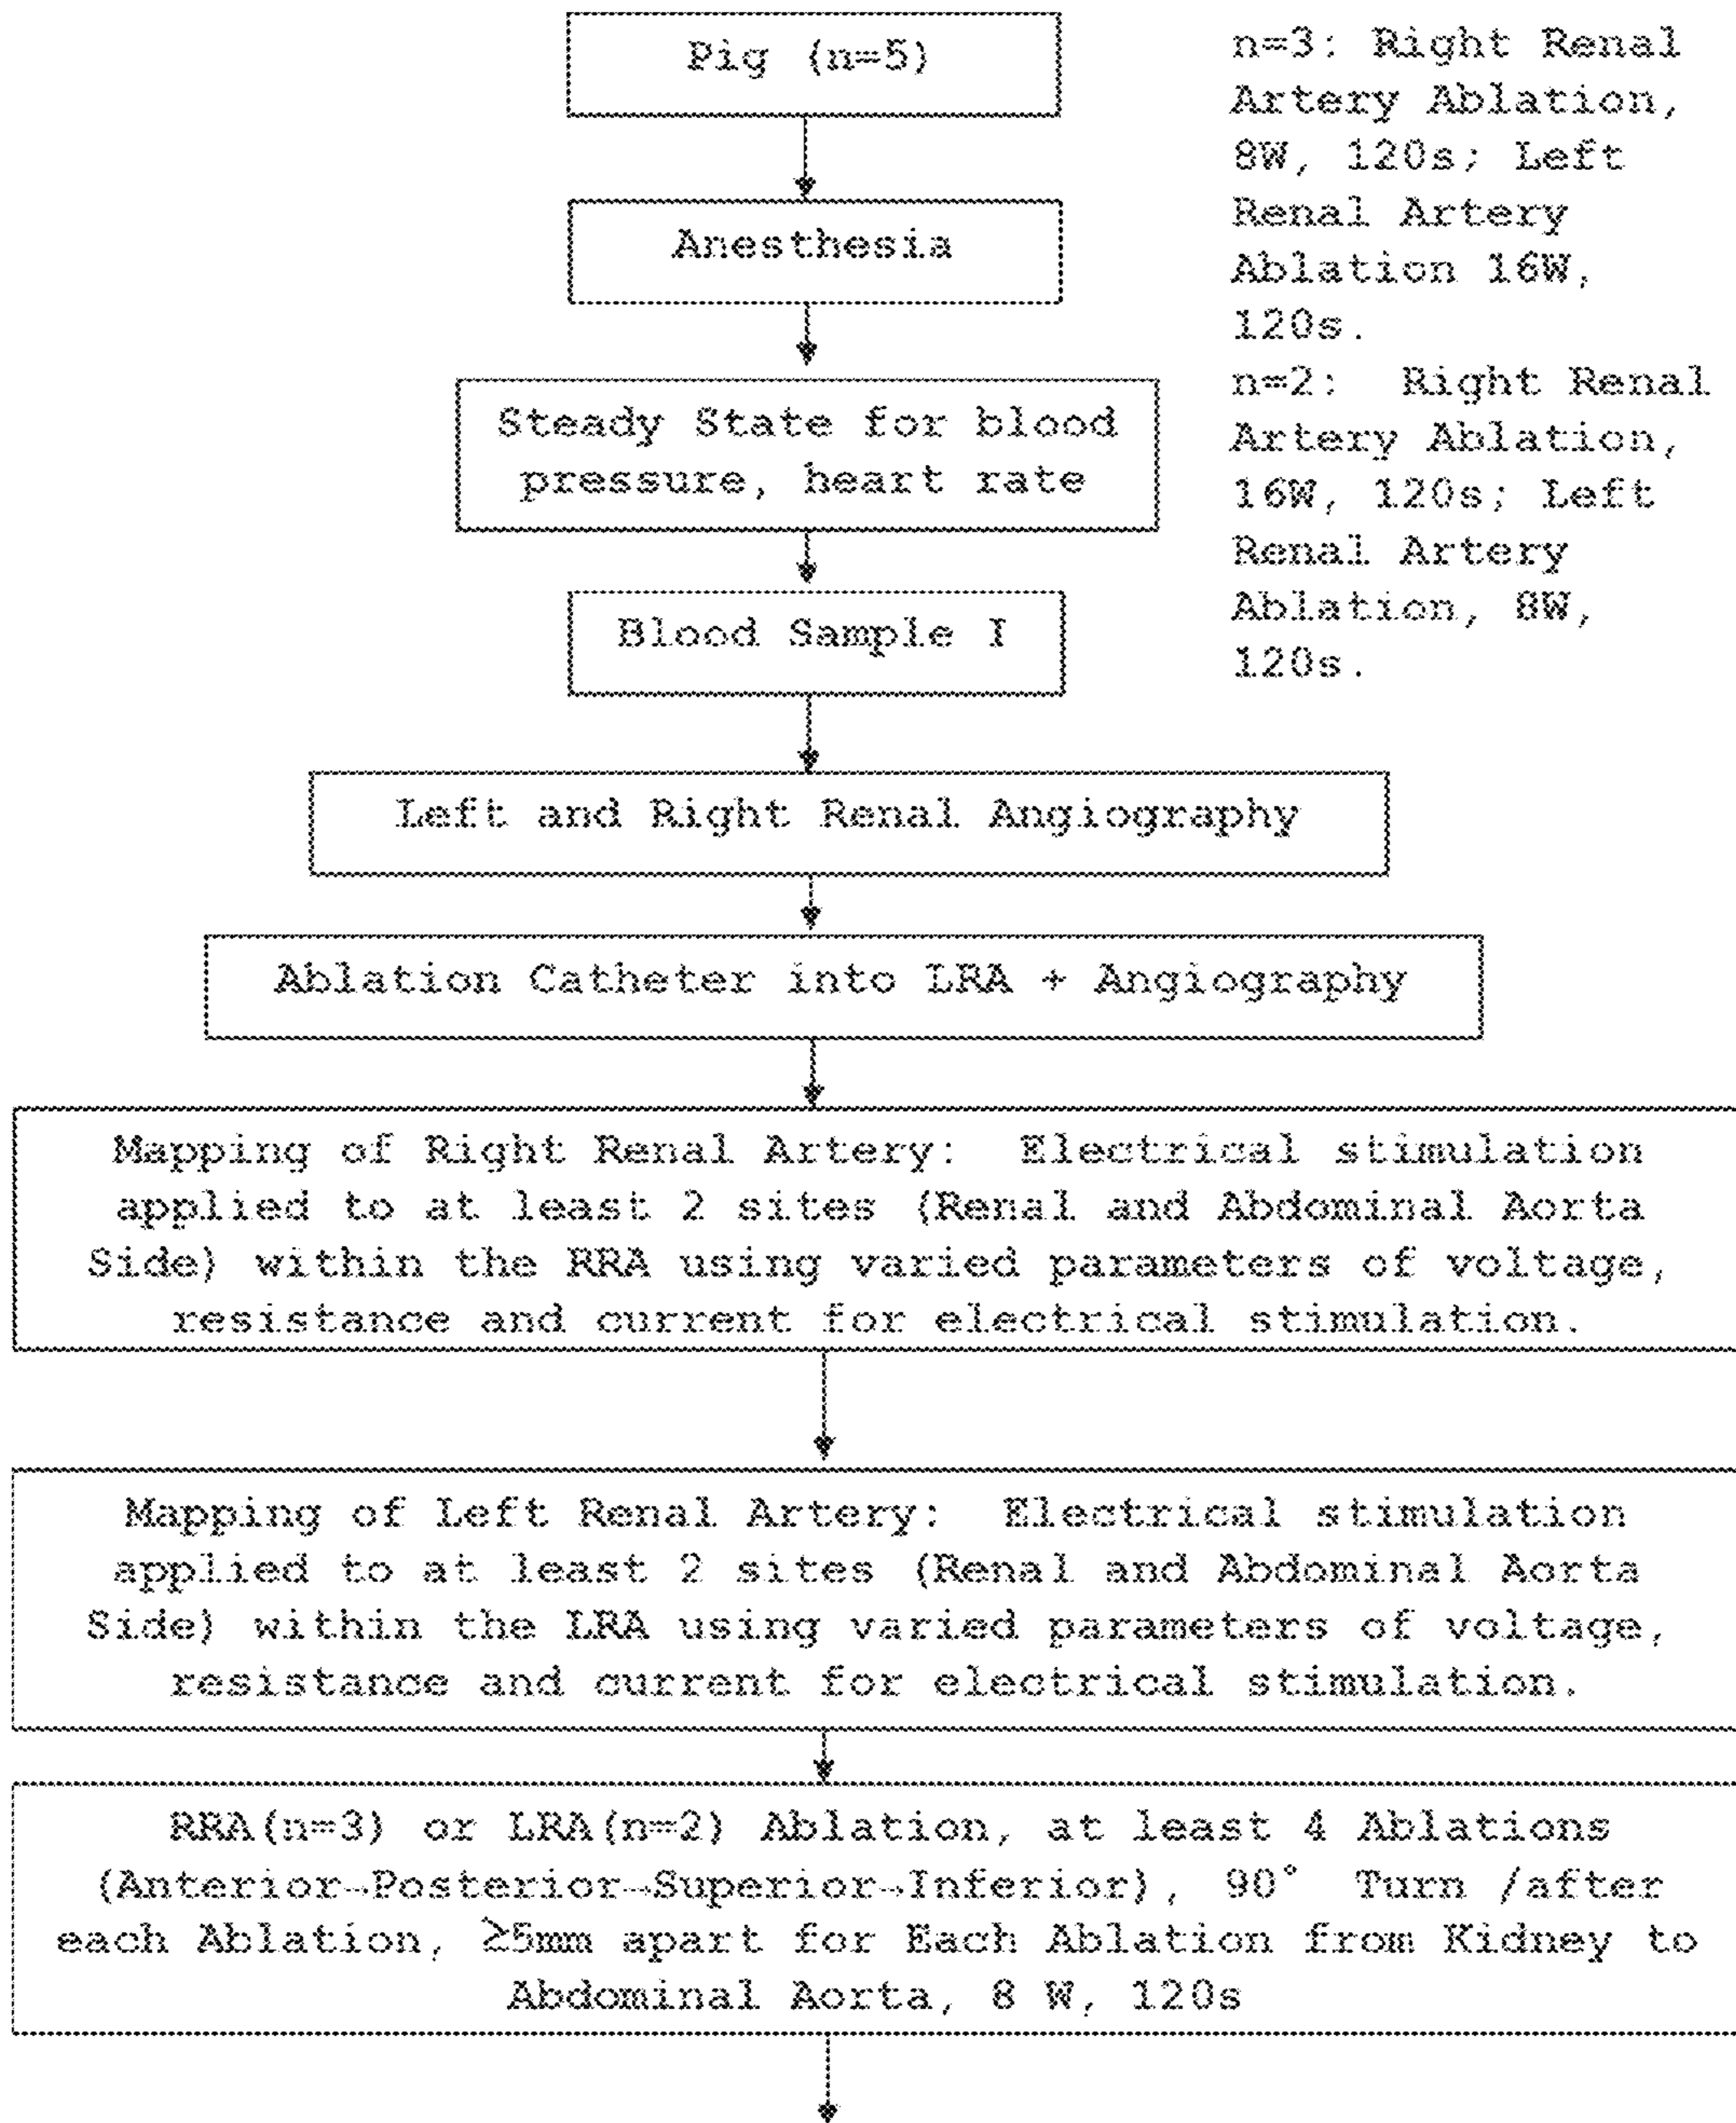 Pig (n=5)
Anesthesia
Steady State for blood
pressure, heart rate
Blood Sample I
n=3: Right Renal
Artery Ablation,
8W, 120s; Left
Renal Artery
Ablation 16W,
120s.
n=2: Right Renal
Artery Ablation,
16W, 120s; Left
Renal Artery
Ablation, 8W,
120s.
Left and Right Renal Angiography
Ablation Catheter into LRA + Angiography
Mapping of Right Renal Artery: Electrical stimulation
applied to at least 2 sites (Renal and Abdominal Aorta
Side) within the RRA using varied parameters of voltage,
resistance and current for electrical stimulation.
Mapping of Left Renal Artery: Electrical stimulation
applied to at least 2 sites (Renal and Abdominal Aorta
Side) within the LRA using varied parameters of voltage,
resistance and current for electrical stimulation.
RRA(n=3) or LRA(n=2) Ablation, at least 4 Ablations
(Anterior→Posterior→Superior→Inferior), 90° Turn /after
each Ablation, ≥5mm apart for Each Ablation from Kidney to
Abdominal Aorta, 8 W, 120s